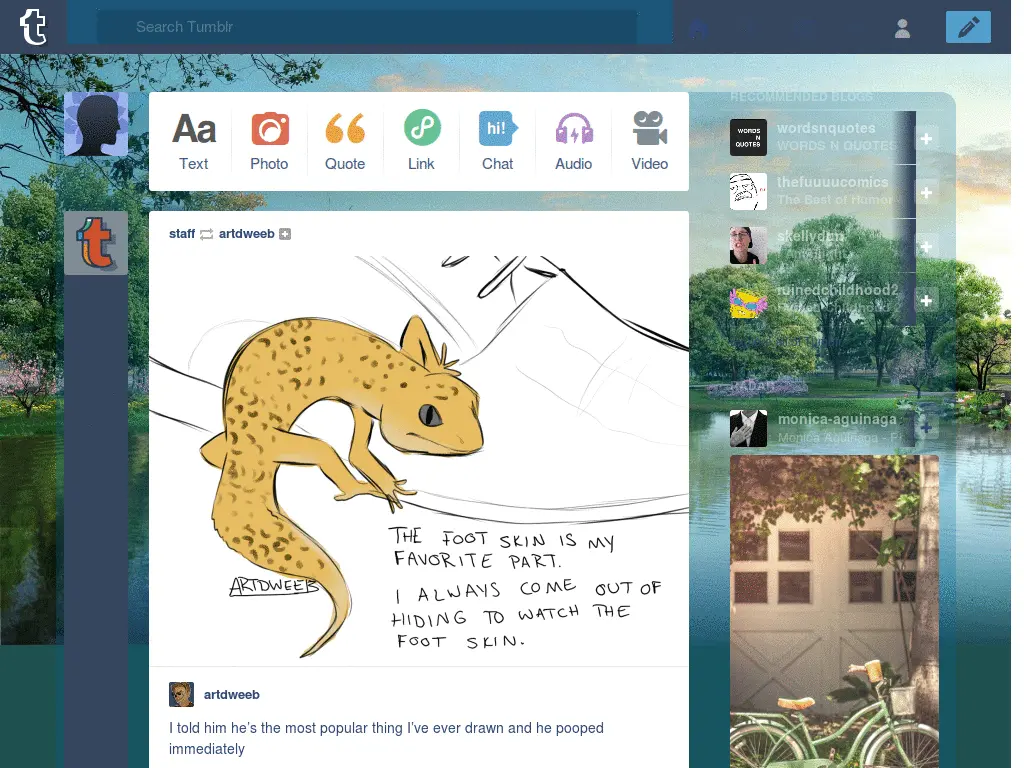 Search Tumblr
Aa
hi!
Text
Photo
Quote
Link
Chat
Audio
Video
staff artdweeb
THE FOOT SKIN IS MY
FAVORITE PART.
I ALWAYS COME OUT OF
HIDING TO WATCH THE
FOOT SKIN.
ARTDWEEB
artdweeb
I told him he's the most popular thing I've ever drawn and he pooped
immediately
RECOMMENDED BLOGS
WORDS
N
QUOTES
wordsnquotes
WORDS N QUOTES
thefuuuucomics
The Best of Humor
skellydun
ruinedchildhood2
RADAR
monica-aguinaga
Monica Aguinaga - F